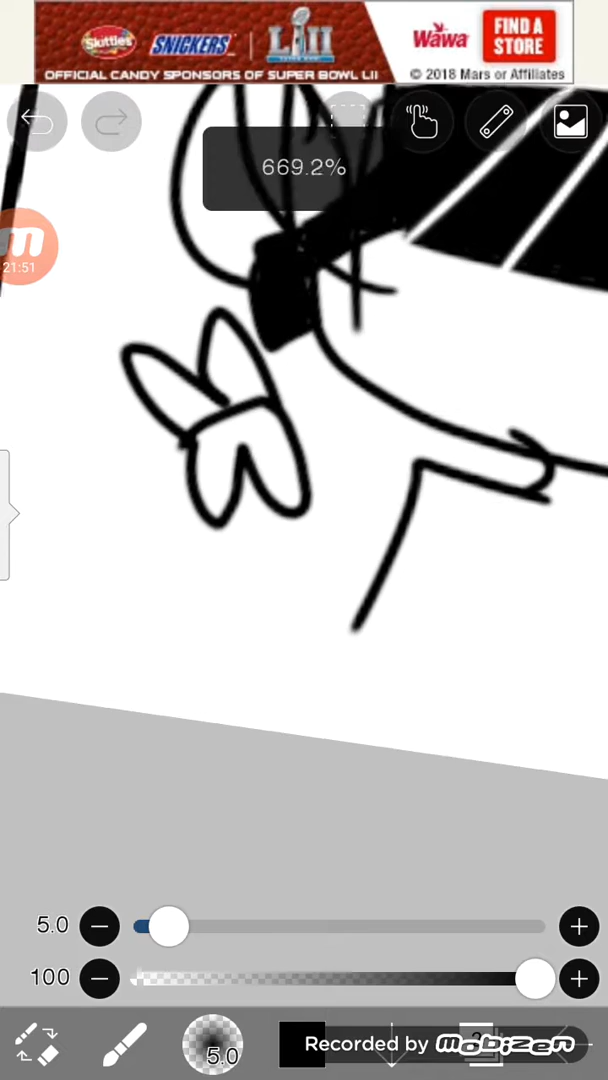 Skittles SNICKERS LII Wawa FIND A STORE
OFFICIAL CANDY SPONSORS OF SUPER BOWL LII © 2018 Mars or Affiliates
669.2%
m
21:51
5.0
100
5.0 Recorded by mobizen